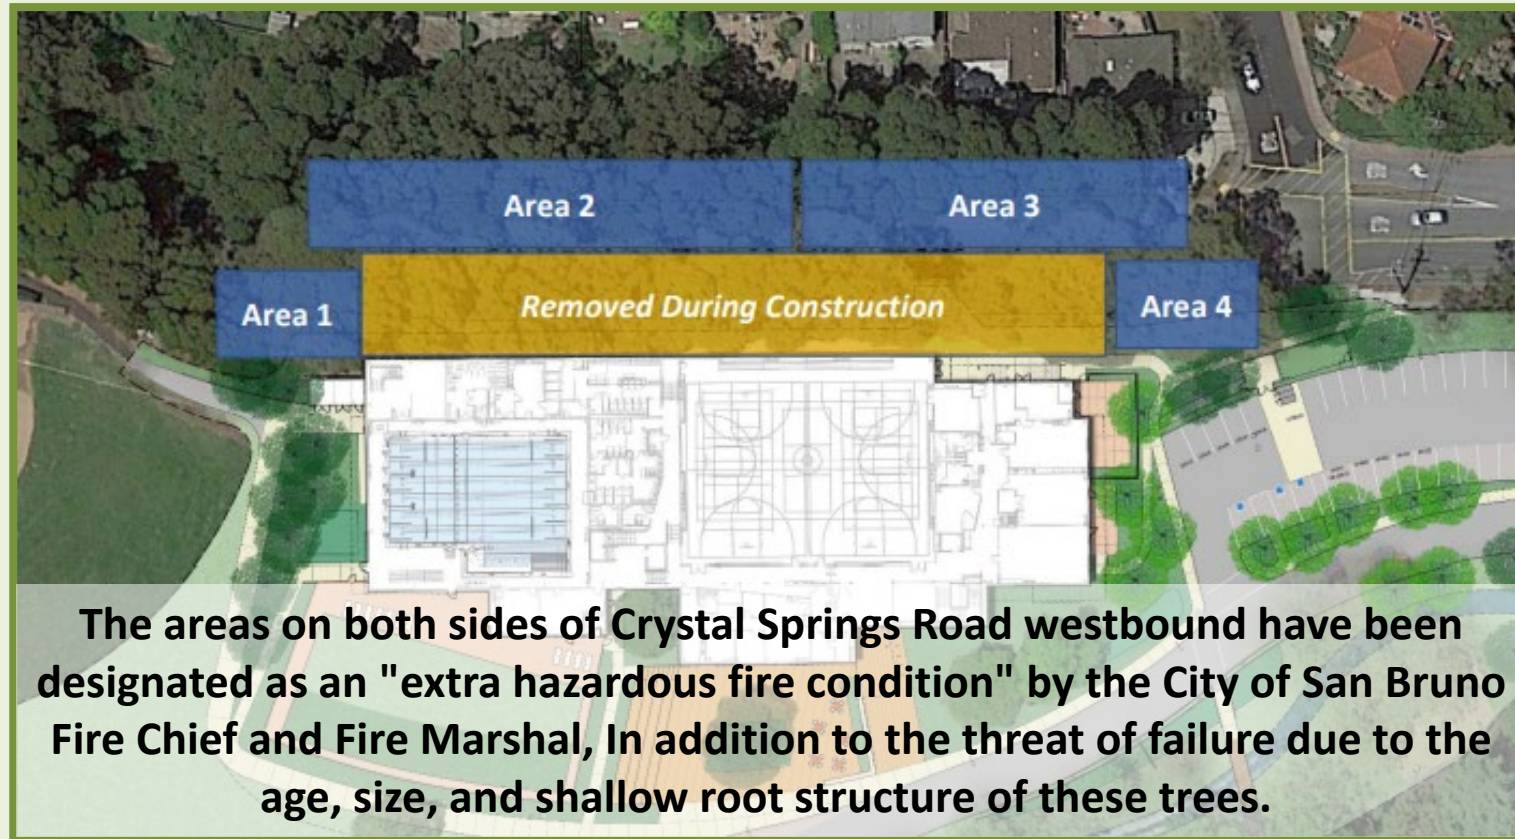 Area 2
Area 3
Area 1
Removed During Construction
Area 4
The areas on both sides of Crystal Springs Road westbound have been
designated as an "extra hazardous fire condition" by the City of San Bruno
Fire Chief and Fire Marshal, In addition to the threat of failure due to the
age, size, and shallow root structure of these trees.